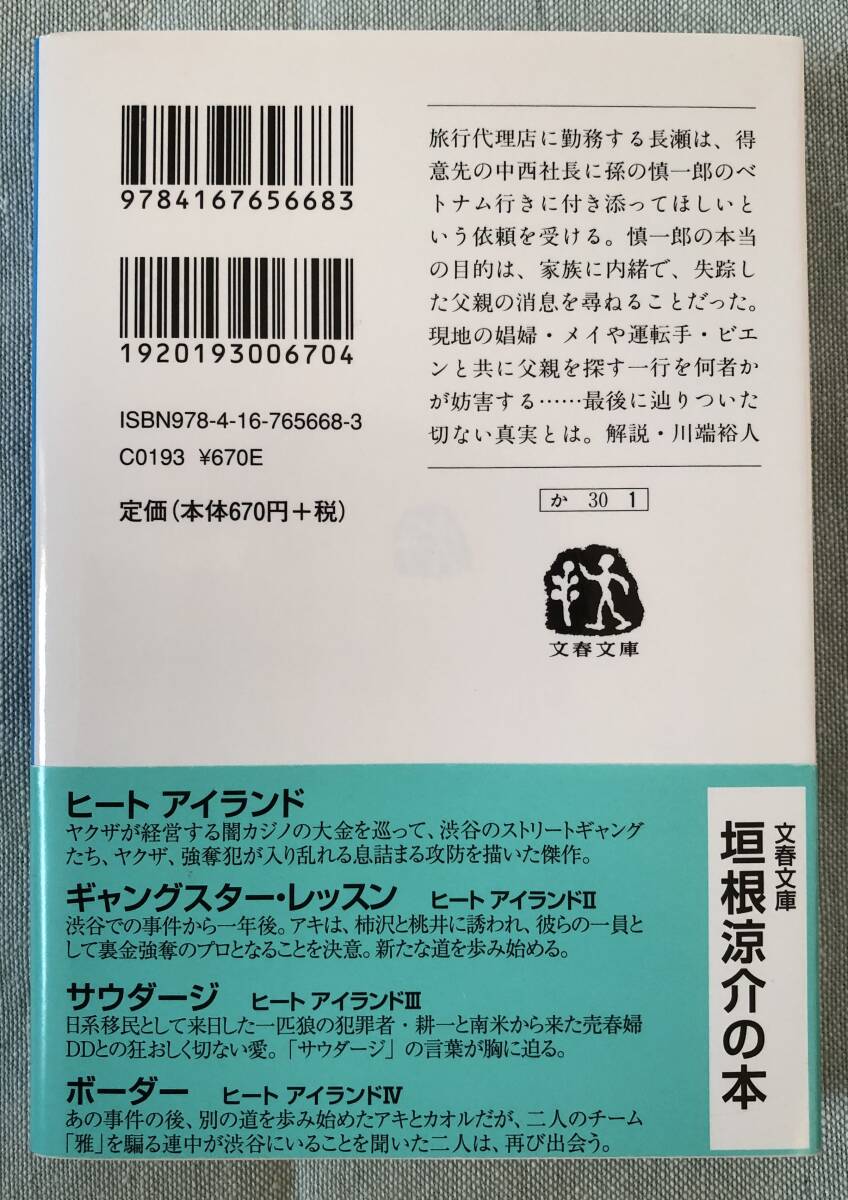 9784167656683
1920193006704
ISBN978-4-16-765668-3
C0193 ¥670E
定価(本体670円+税)
旅行代理店に勤務する長瀬は、得
意先の中西社長に孫の慎一郎のベ
トナム行きに付き添ってほしいと
いう依頼を受ける。慎一郎の本当
の目的は、家族に内緒で、失踪し
た父親の消息を尋ねることだった。
現地の娼婦・メイや運転手・ビエ
ンと共に父親を探す一行を何者か
が妨害する……最後に辿りついた
切ない真実とは。解説・川端裕人
か 30 1
文春文庫
ヒート アイランド
ヤクザが経営する闇カジノの大金を巡って、渋谷のストリートギャング
たち、ヤクザ、強奪犯が入り乱れる息詰まる攻防を描いた傑作。
ギャングスター・レッスン ヒート アイランドⅡ
渋谷での事件から一年後。アキは、柿沢と桃井に誘われ、彼らの一員と
して裏金強奪のプロとなることを決意。新たな道を歩み始める。
サウダージ ヒート アイランドⅢ
日系移民として来日した一匹狼の犯罪者・耕一と南米から来た売春婦
DDとの狂おしく切ない愛。「サウダージ」の言葉が胸に迫る。
ボーダー ヒート アイランドⅣ
あの事件の後、別の道を歩み始めたアキとカオルだが、二人のチーム
「雅」を騙る連中が渋谷にいることを聞いた二人は、再び出会う。
文春文庫
垣根涼介の本